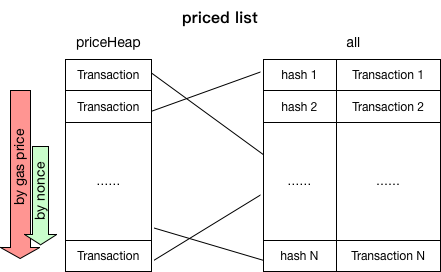 priced list
priceHeap
all
Transaction
hash 1
Transaction 1
Transaction
hash 2
Transaction 2
by gas price
by nonce
......
......
......
Transaction
hash N
Transaction N